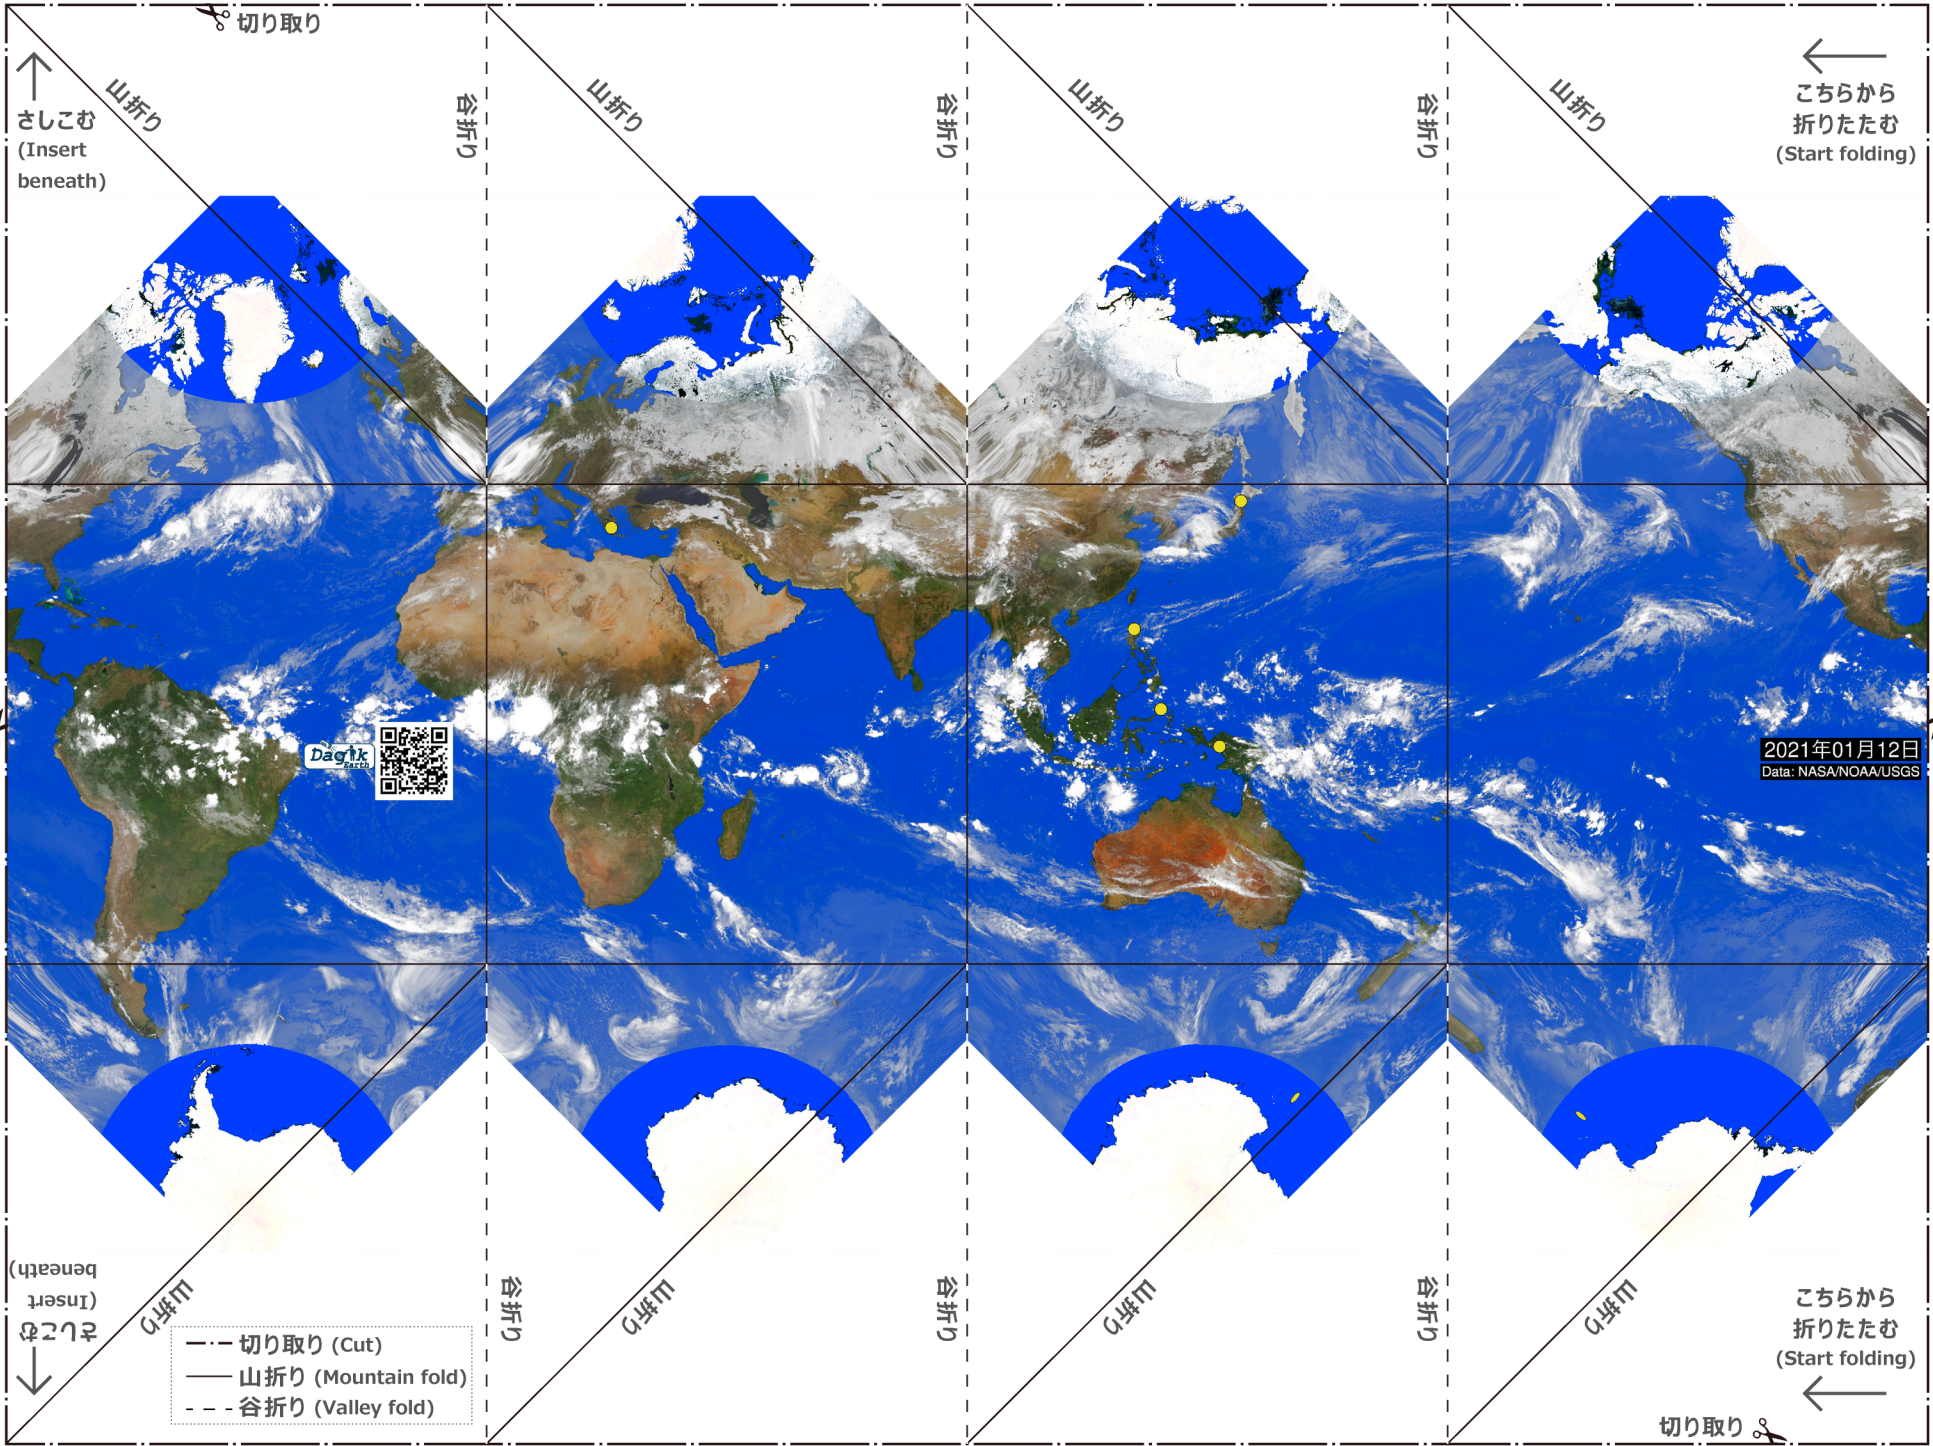 切り取り
山折り
谷折り
山折り
谷折り
山折り
谷折り
山折り
さしこむ
(Insert
beneath)
こちらから
折りたたむ
(Start folding)
Dagik
Earth
2021年01月12日
Data: NASA/NOAA/USGS
さしこむ
(Insert
beneath)
山折り
谷折り
山折り
谷折り
山折り
谷折り
山折り
切り取り (Cut)
山折り (Mountain fold)
谷折り (Valley fold)
こちらから
折りたたむ
(Start folding)
切り取り